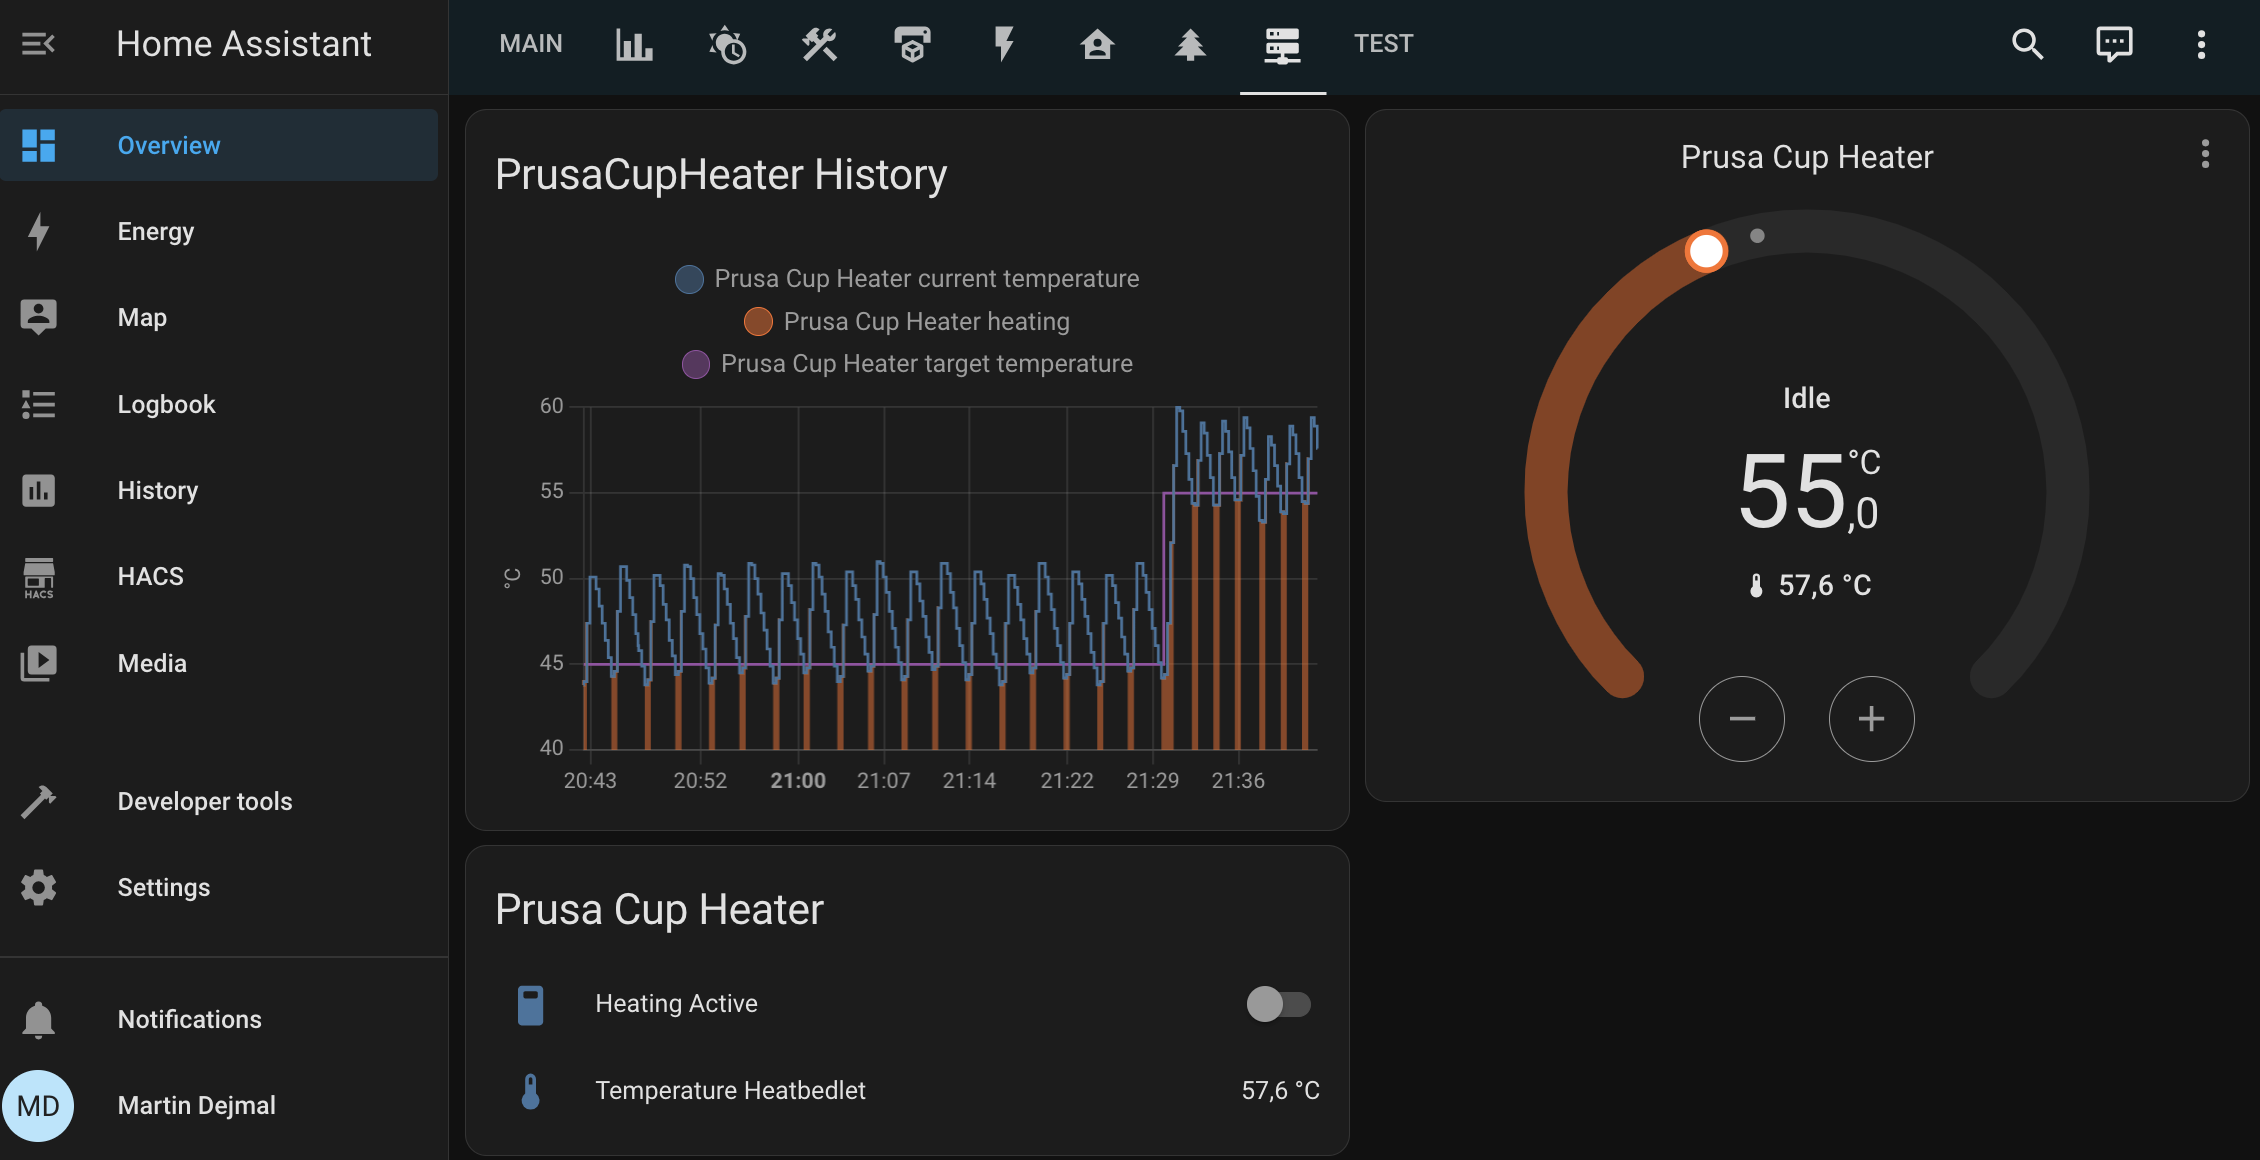 Home Assistant
MAIN
TEST
Overview
Energy
Map
Logbook
History
HACS
HACS
Media
Developer tools
Settings
Notifications
MD
Martin Dejmal
PrusaCupHeater History
Prusa Cup Heater current temperature
Prusa Cup Heater heating
Prusa Cup Heater target temperature
°C
60
55
50
45
40
20:43 20:52 21:00 21:07 21:14 21:22 21:29 21:36
Prusa Cup Heater
Heating Active
Temperature Heatbedlet 57,6 °C
Prusa Cup Heater
Idle
55,0 °C
57,6 °C